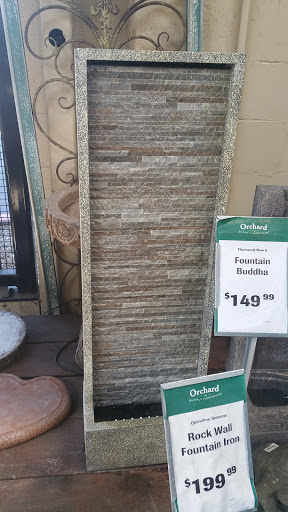 Orchard
Fountain
Buddha
$149.99
Orchard
Rock Wall
Fountain Iron
$199.99